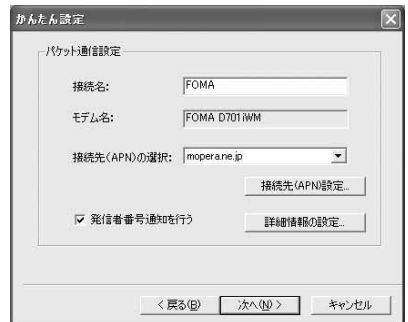 かんたん設定
パケット通信設定
接続名: FOMA
モデム名: FOMA D701iWM
接続先(APN)の選択: mopera.ne.jp
接続先(APN)設定...
発信者番号通知を行う 詳細情報の設定...
< 戻る(B) 次へ(N) > キャンセル